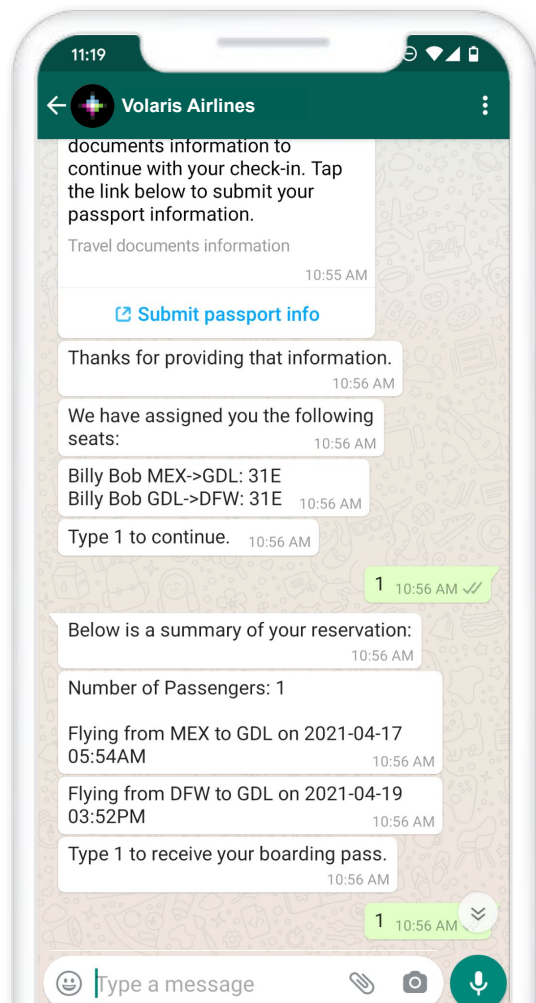 11:19
Volaris Airlines
documents information to
continue with your check-in. Tap
the link below to submit your
passport information.
Travel documents information
10:55 AM
Submit passport info
Thanks for providing that information.
10:56 AM
We have assigned you the following
seats: 10:56 AM
Billy Bob MEX->GDL: 31E
Billy Bob GDL->DFW: 31E 10:56 AM
Type 1 to continue. 10:56 AM
1 10:56 AM
Below is a summary of your reservation:
10:56 AM
Number of Passengers: 1
Flying from MEX to GDL on 2021-04-17
05:54AM 10:56 AM
Flying from DFW to GDL on 2021-04-19
03:52PM 10:56 AM
Type 1 to receive your boarding pass.
10:56 AM
1 10:56 AM
Type a message